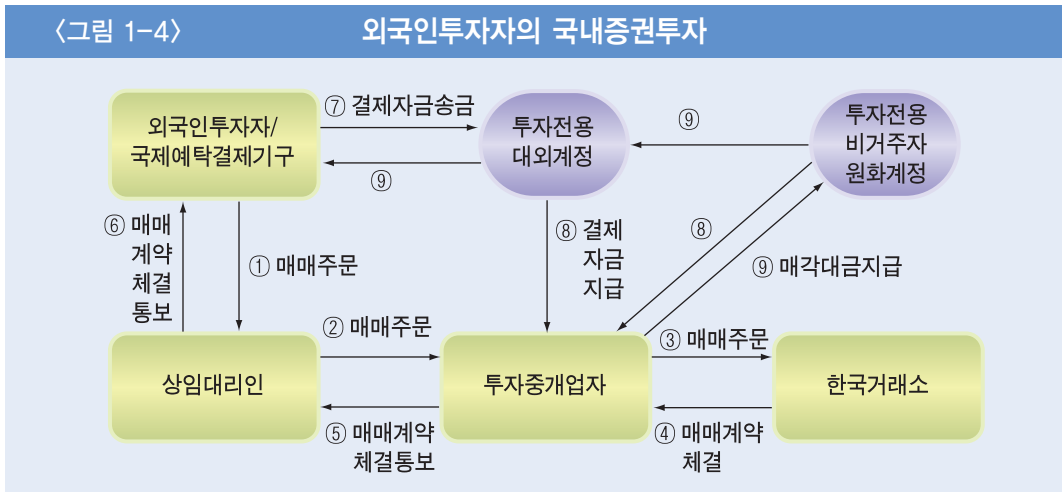 〈그림 1-4〉 외국인투자자의 국내증권투자
외국인투자자/
국제예탁결제기구
⑦ 결제자금송금
⑨
투자전용
대외계정
⑨
투자전용
비거주자
원화계정
⑥ 매매
계약
체결
통보
① 매매주문
⑧ 결제
자금
지급
⑧
⑨ 매각대금지급
상임대리인
② 매매주문
⑤ 매매계약
체결통보
투자중개업자
③ 매매주문
④ 매매계약
체결
한국거래소